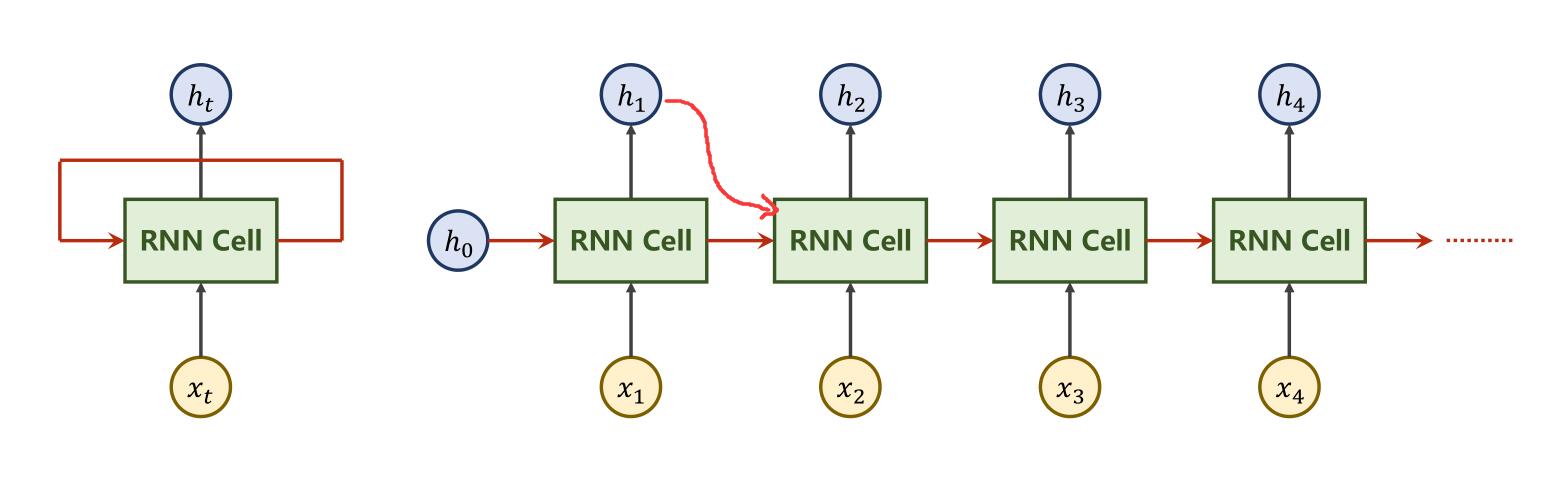 h_t h_1 h_2 h_3 h_4
RNN Cell h_0 RNN Cell RNN Cell RNN Cell RNN Cell
x_t x_1 x_2 x_3 x_4